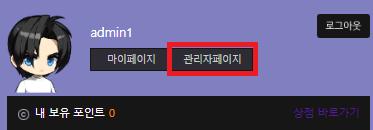 로그아웃
admin1
마이페이지 관리자페이지
ⓒ 내 보유 포인트 0 상점 바로가기